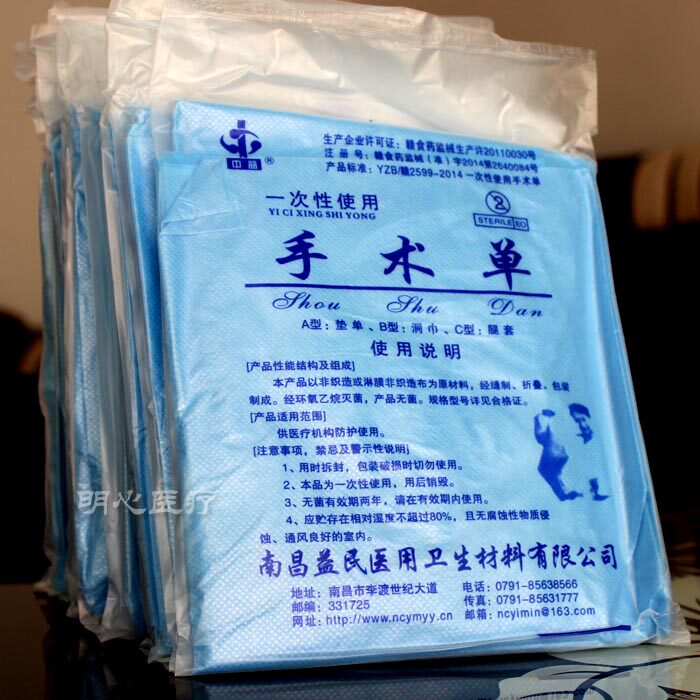 中益®
生产企业许可证：赣食药监械生产许20110030号
注 册 号：赣食药监械（准）字2014第2640084号
产品标准：YZB/赣2599-2014 一次性使用手术单
一次性使用
YI CI XING SHI YONG
2
STERILE EO
手 术 单
Shou Shu Dan
A型：垫单、B型：洞巾、C型：腿套
使用说明
[产品性能结构及组成]
本产品以非织造或淋膜非织造布为原材料，经缝制、折叠、包装
制成。经环氧乙烷灭菌，产品无菌。规格型号详见合格证。
[产品适用范围]
供医疗机构防护使用。
[注意事项，禁忌及警示性说明]
1、用时拆封，包装破损时切勿使用。
2、本品为一次性使用，用后销毁。
3、无菌有效期两年，请在有效期内使用。
4、应贮存在相对湿度不超过80%，且无腐蚀性物质侵
蚀、通风良好的室内。
南昌益民医用卫生材料有限公司
地址：南昌市李渡世纪大道
电话：0791-85638566
邮编：331725
传真：0791-85631777
网址：http://www.ncymyy.cn
邮箱：ncyimin@163.com
明心医疗